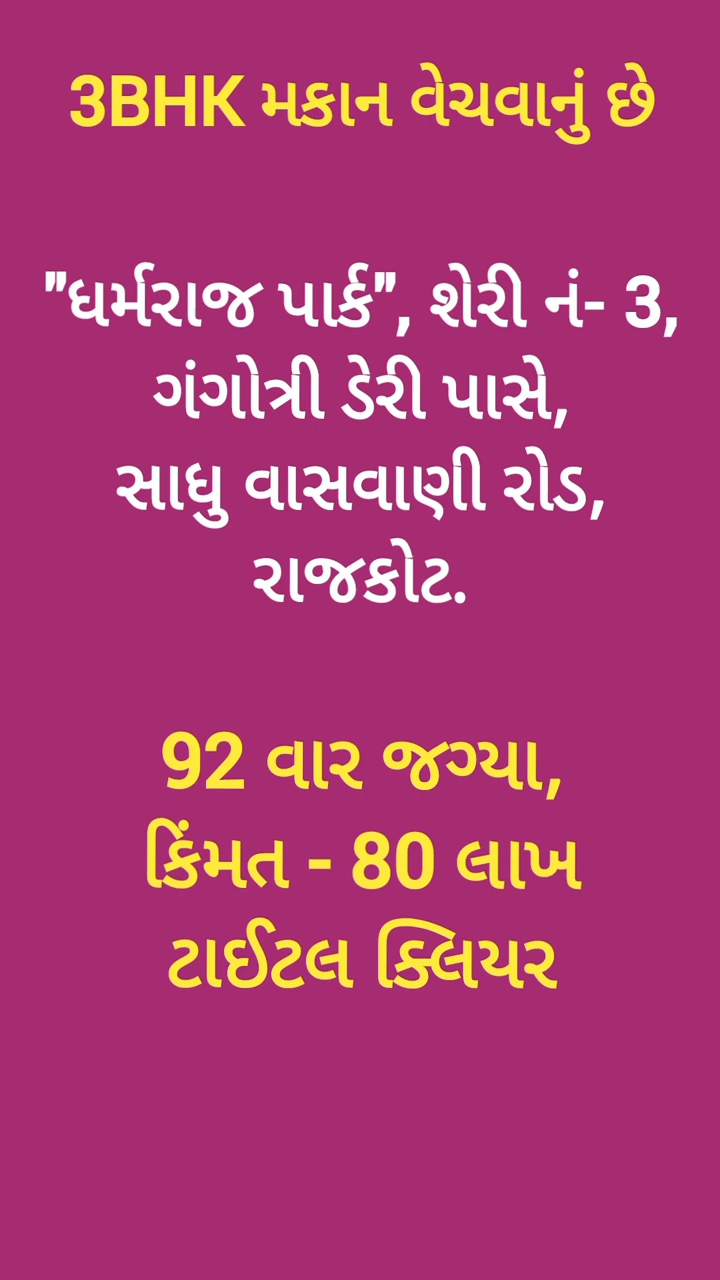 3BHK મકાન વેચવાનું છે
"ધર્મરાજ પાર્ક", શેરી નં- 3,
ગંગોત્રી ડેરી પાસે,
સાધુ વાસવાણી રોડ,
રાજકોટ.
92 વાર જગ્યા,
કિંમત - 80 લાખ
ટાઈટલ ક્લિયર